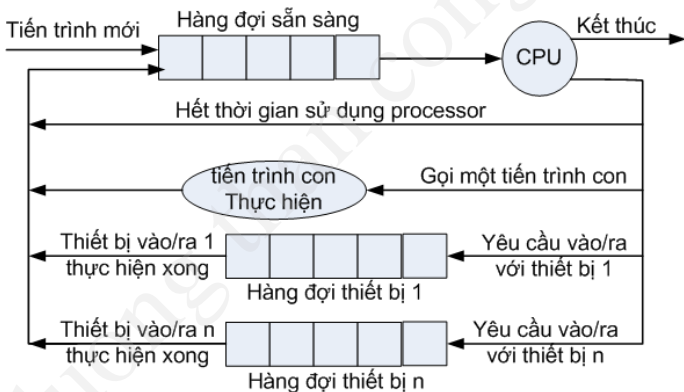 Hàng đợi sẵn sàng
Tiến trình mới
Kết thúc
CPU
Hết thời gian sử dụng processor
tiến trình con
Thực hiện
Gọi một tiến trình con
Thiết bị vào/ra 1
thực hiện xong
Yêu cầu vào/ra
với thiết bị 1
Hàng đợi thiết bị 1
Thiết bị vào/ra n
thực hiện xong
Yêu cầu vào/ra
với thiết bị n
Hàng đợi thiết bị n